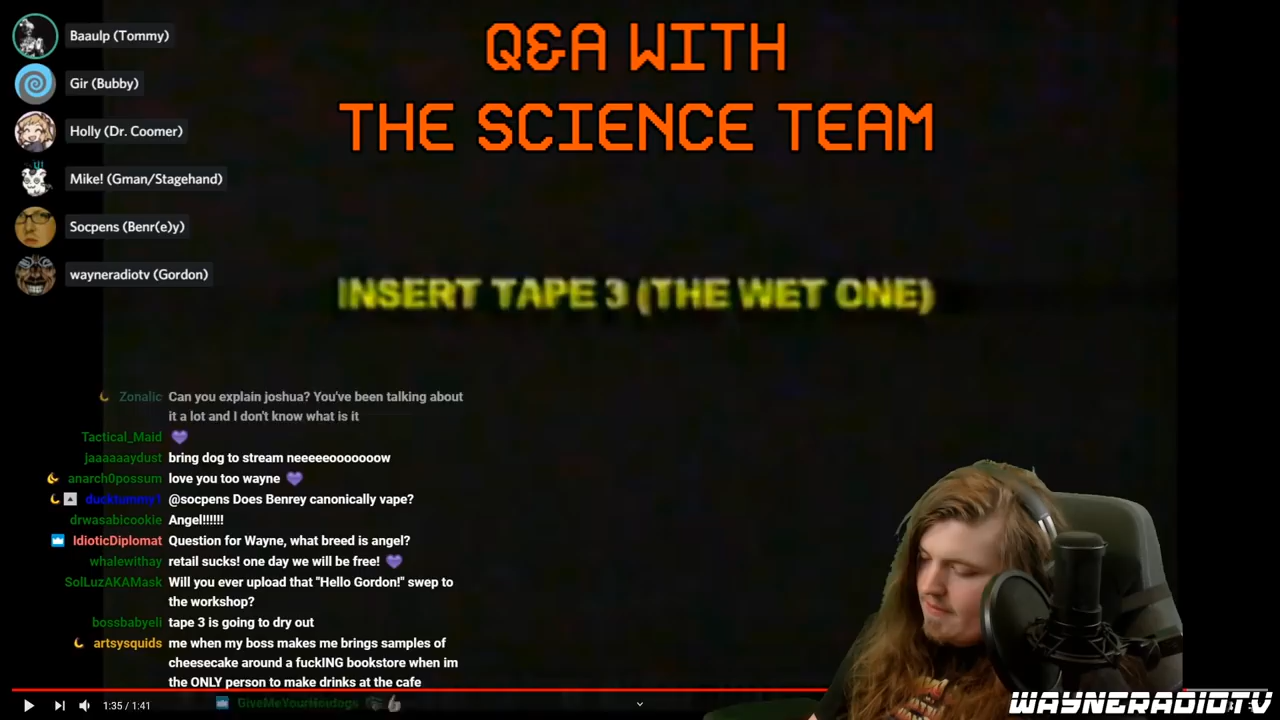 Q&A WITH
THE SCIENCE TEAM
Baaulp (Tommy)
Gir (Bubby)
Holly (Dr. Coomer)
Mike! (Gman/Stagehand)
Socpens (Benr(e)y)
wayneradiotv (Gordon)
INSERT TAPE 3 (THE WET ONE)
Zonalic Can you explain joshua? You've been talking about
it a lot and I don't know what is it
Tactical_Maid
jaaaaaaydust bring dog to stream neeeeeooooooow
anarch0possum love you too wayne
ducktummy1 @socpens Does Benrey canonically vape?
drwasabicookie Angel!!!!!!
IdioticDiplomat Question for Wayne, what breed is angel?
whalewithay retail sucks! one day we will be free!
SolLuzAKAMask Will you ever upload that "Hello Gordon!" swep to
the workshop?
bossbabyeli tape 3 is going to dry out
artsysquids me when my boss makes me brings samples of
cheesecake around a fuckING bookstore when im
the ONLY person to make drinks at the cafe
GiveMeYourHotdogs
1:35 / 1:41
WAYNERADIOTV